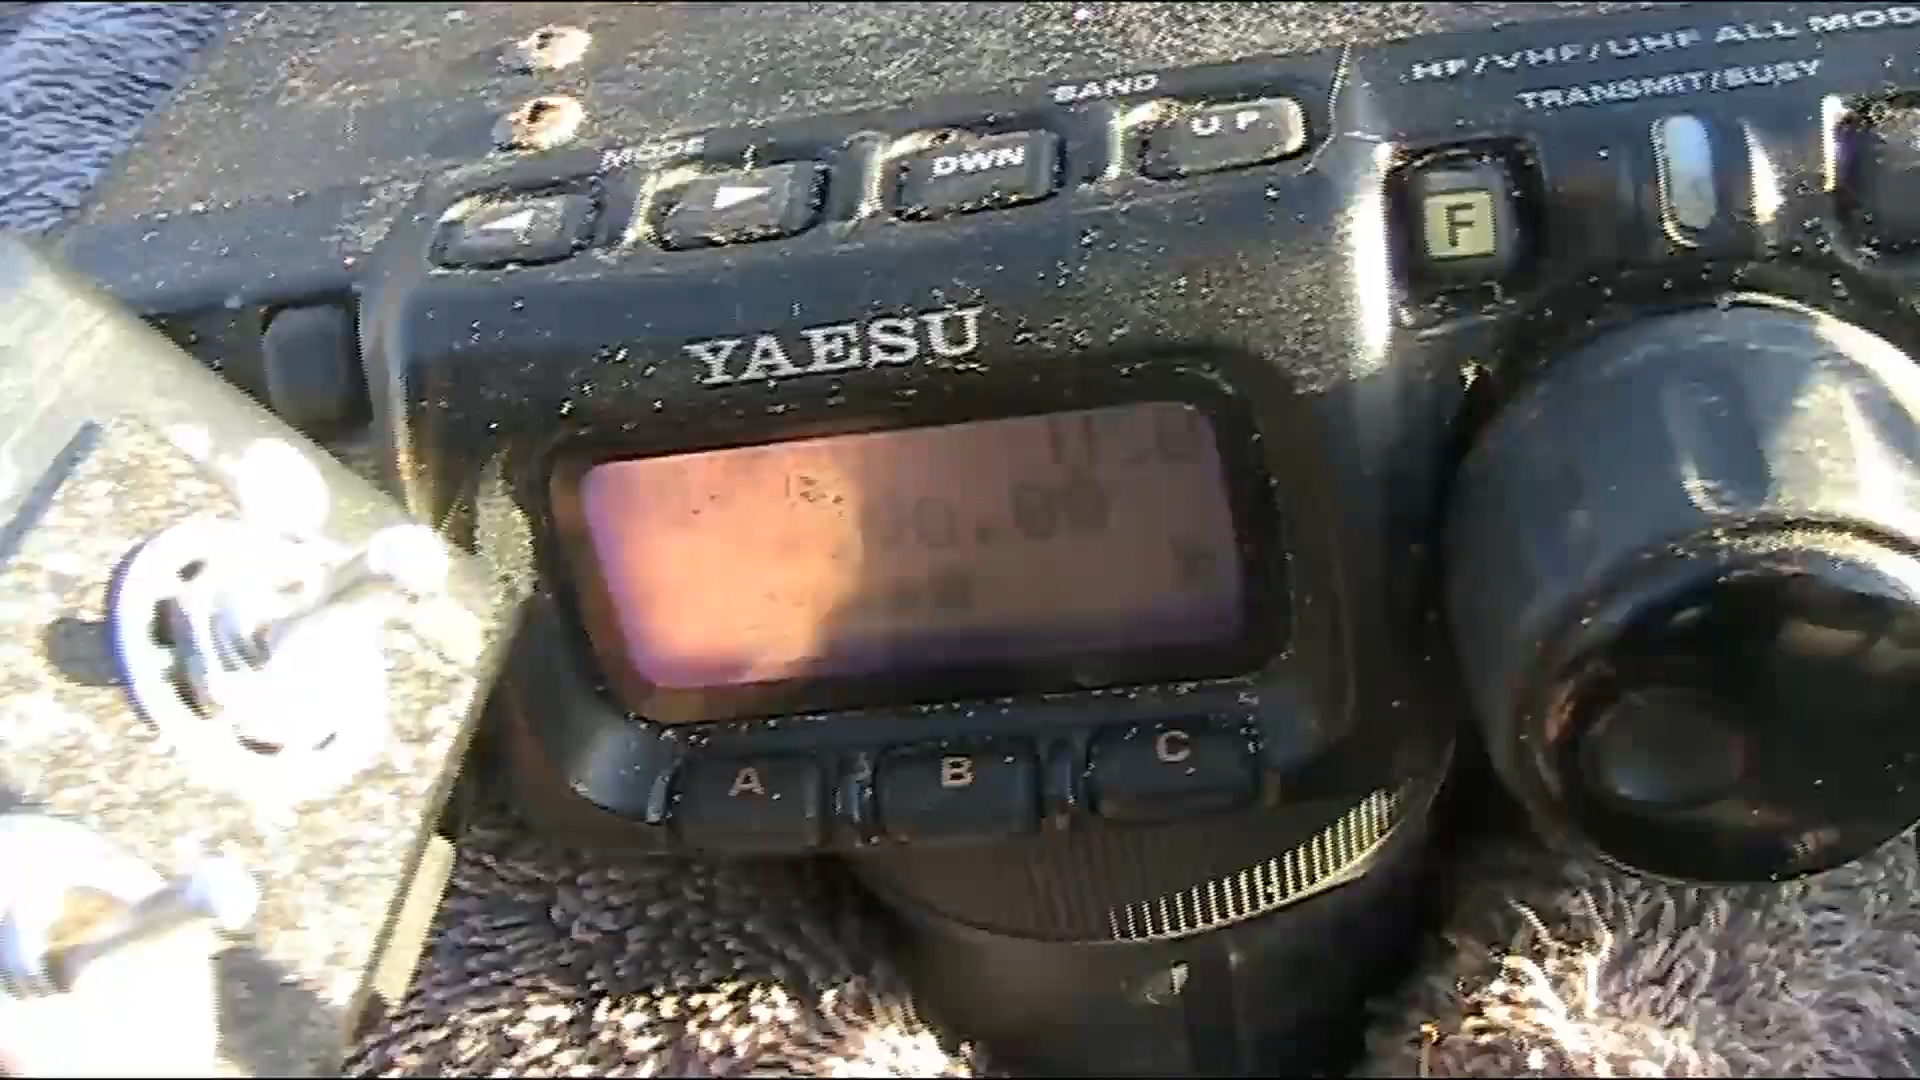 HF/VHF/UHF ALL MOD
TRANSMIT/BUSY
BAND
MODE
DWN
UP
F
YAESU
A
B
C